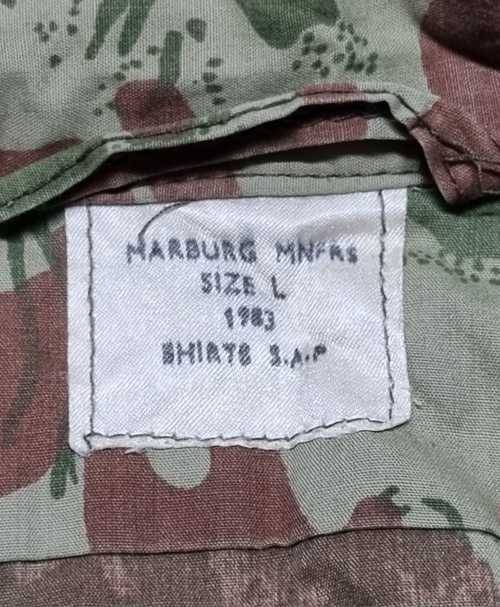 MARBURG MNFRS
SIZE L
1983
SHIRTS S.A.P